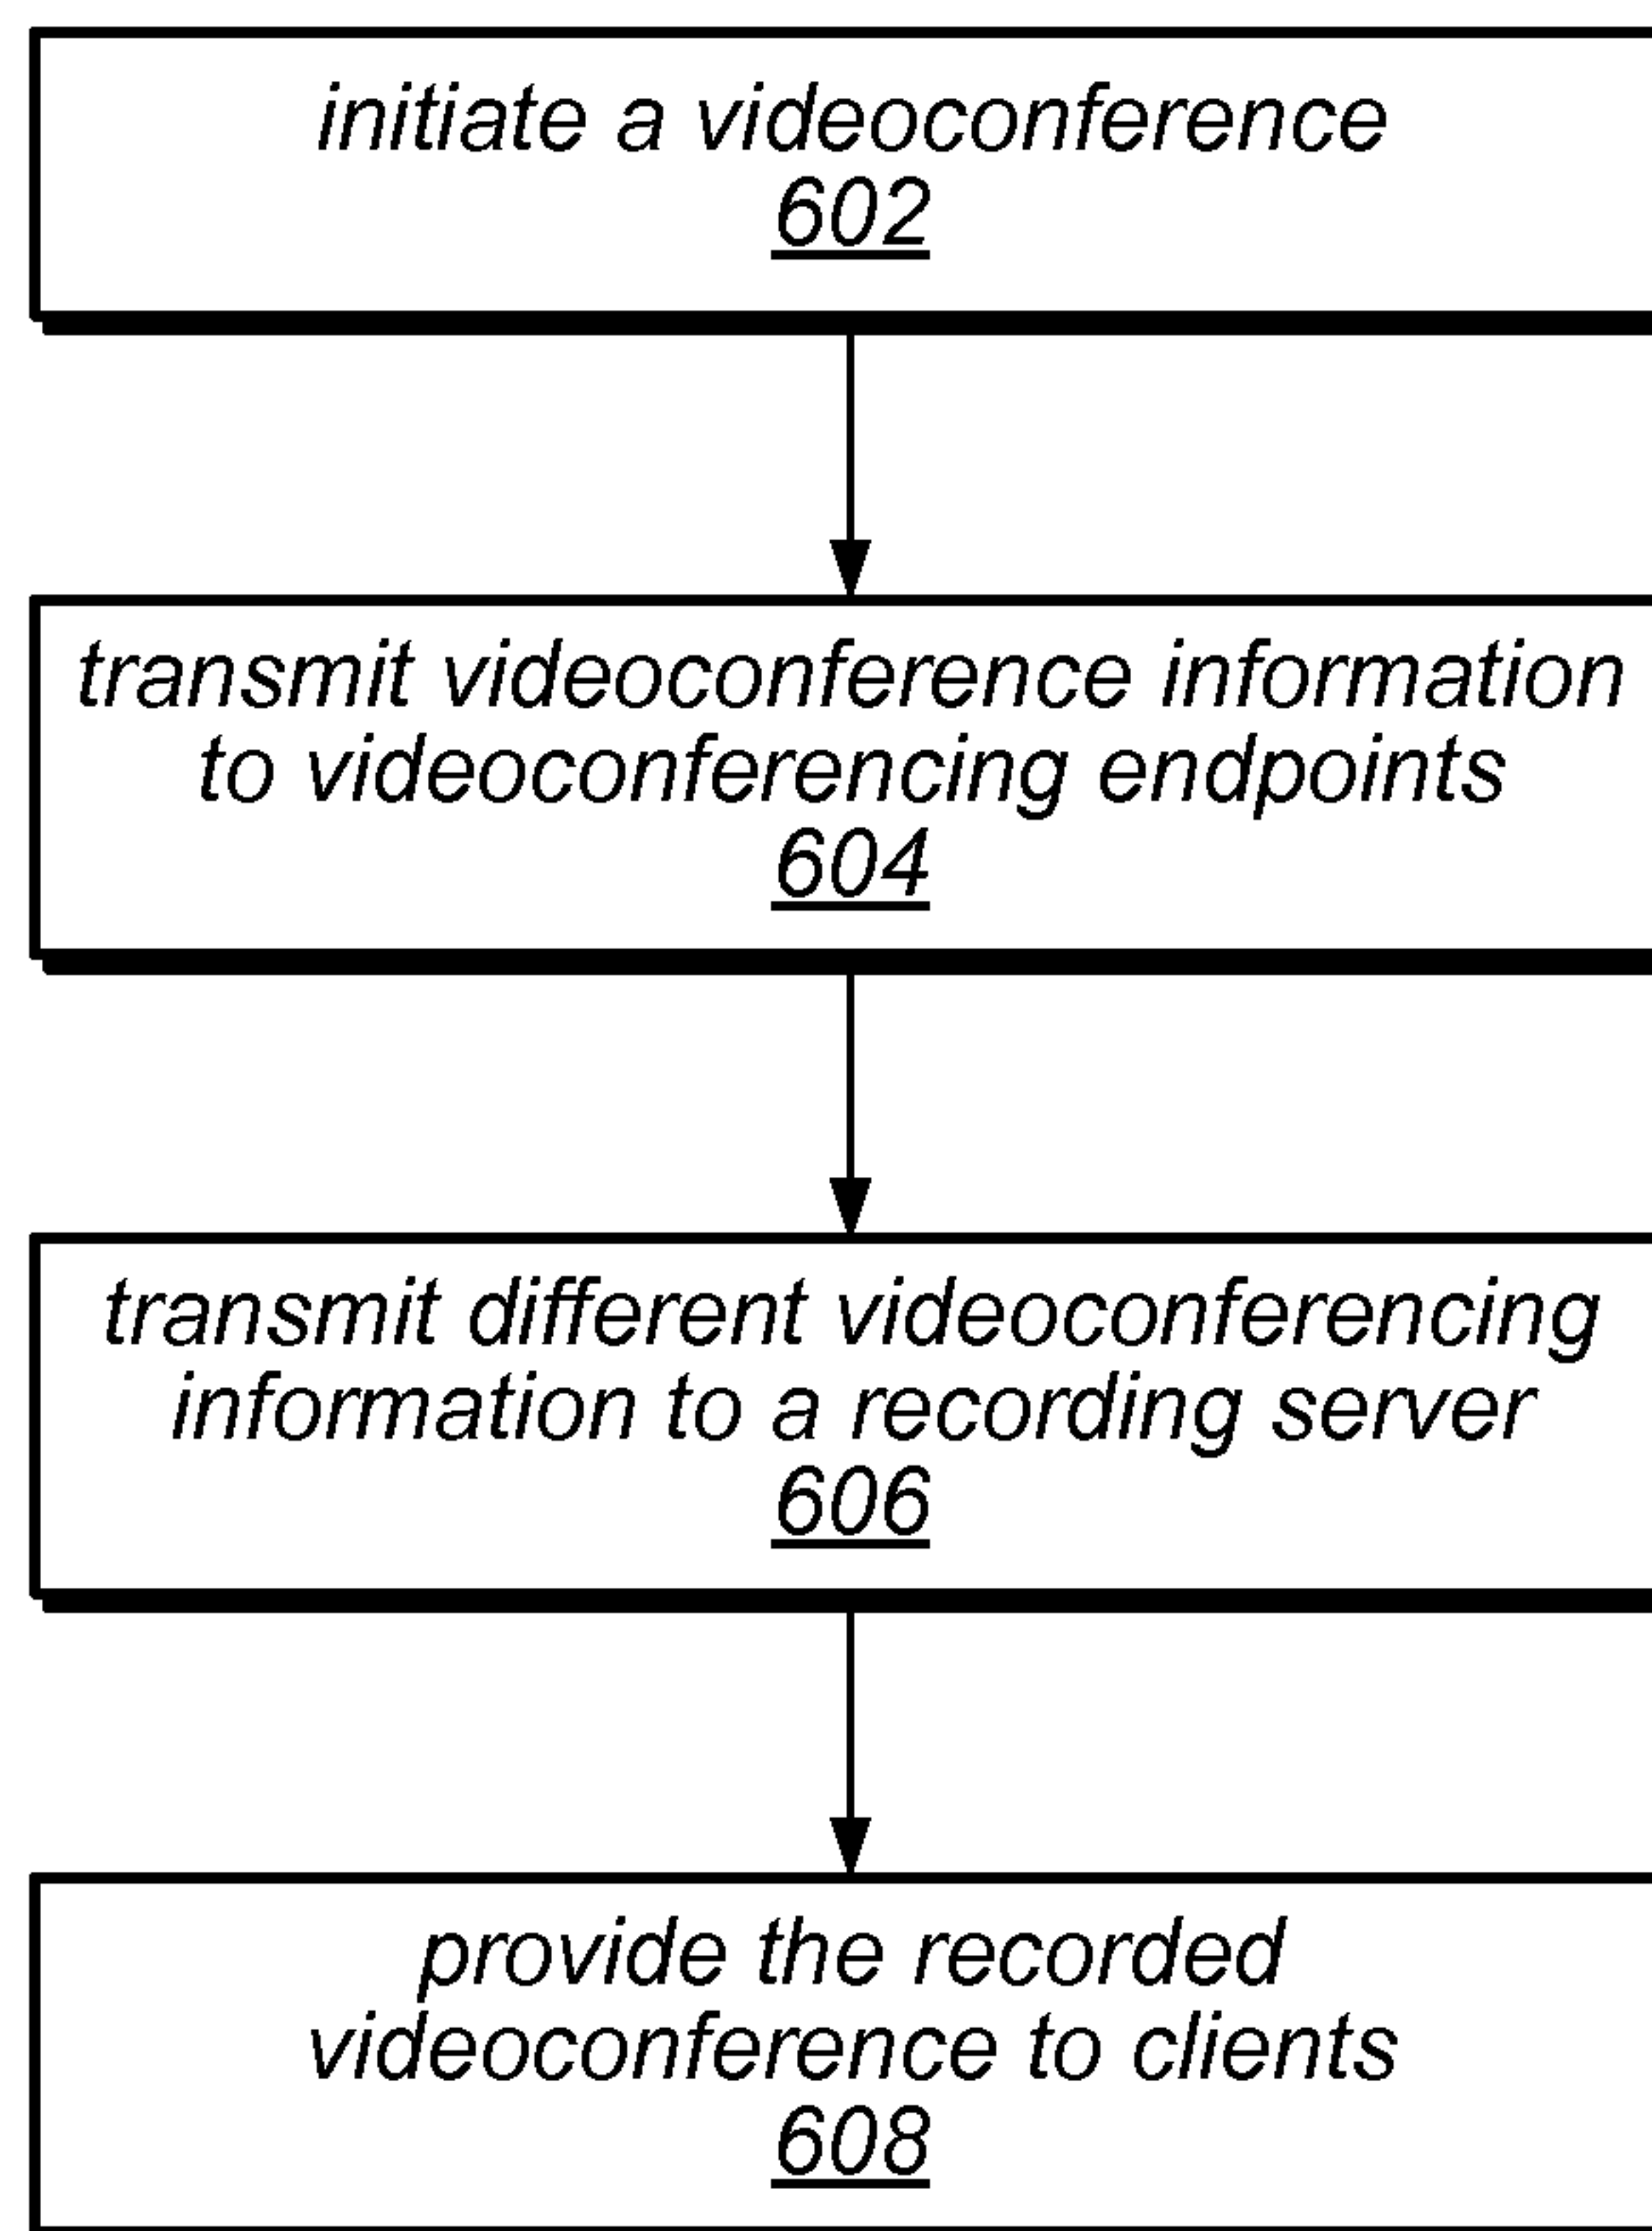 initiate a videoconference
602
transmit videoconference information
to videoconferencing endpoints
604
transmit different videoconferencing
information to a recording server
606
provide the recorded
videoconference to clients
608